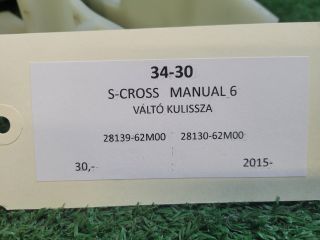 34-30
S-CROSS MANUAL 6
VÁLTÓ KULISSZA
28139-62M00 28130-62M00
30,- 2015-